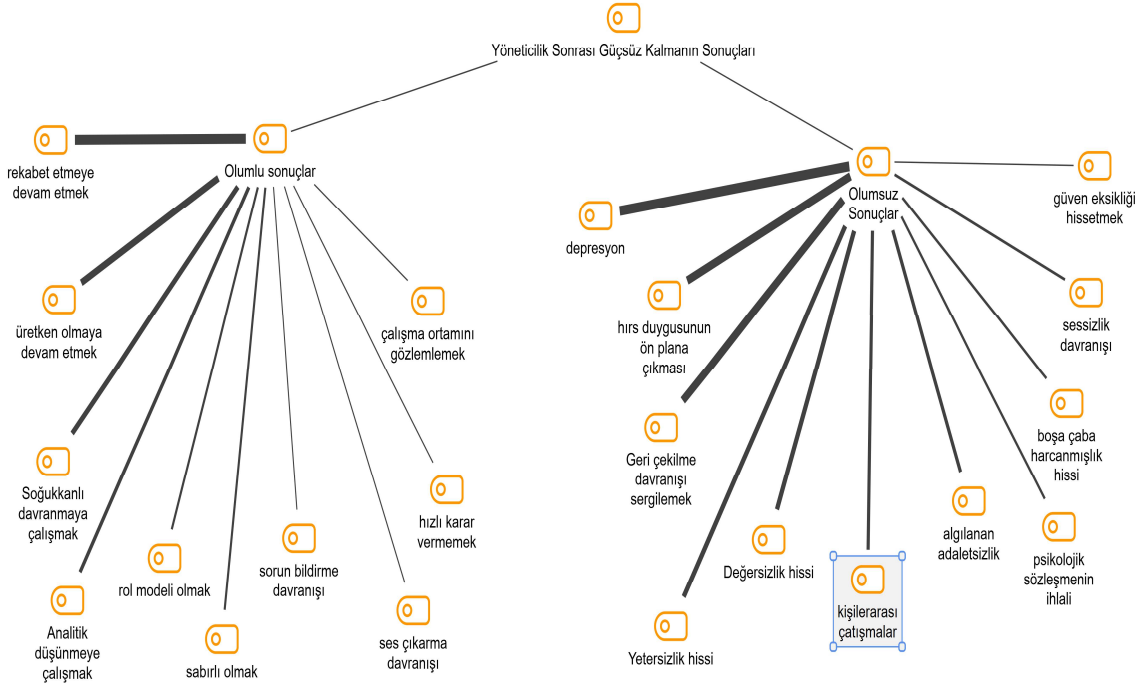 Yöneticilik Sonrası Güçsüz Kalmanın Sonuçları
Olumlu sonuçlar
rekabet etmeye
devam etmek
üretken olmaya
devam etmek
Soğukkanlı
davranmaya
çalışmak
Analitik
düşünmeye
çalışmak
rol modeli olmak
sabırlı olmak
sorun bildirme
davranışı
ses çıkarma
davranışı
hızlı karar
vermemek
çalışma ortamını
gözlemlemek
Olumsuz
Sonuçlar
depresyon
hırs duygusunun
ön plana
çıkması
Geri çekilme
davranışı
sergilemek
Yetersizlik hissi
Değersizlik hissi
kişilerarası
çatışmalar
algılanan
adaletsizlik
psikolojik
sözleşmenin
ihlali
boşa çaba
harcanmışlık
hissi
sessizlik
davranışı
güven eksikliği
hissetmek